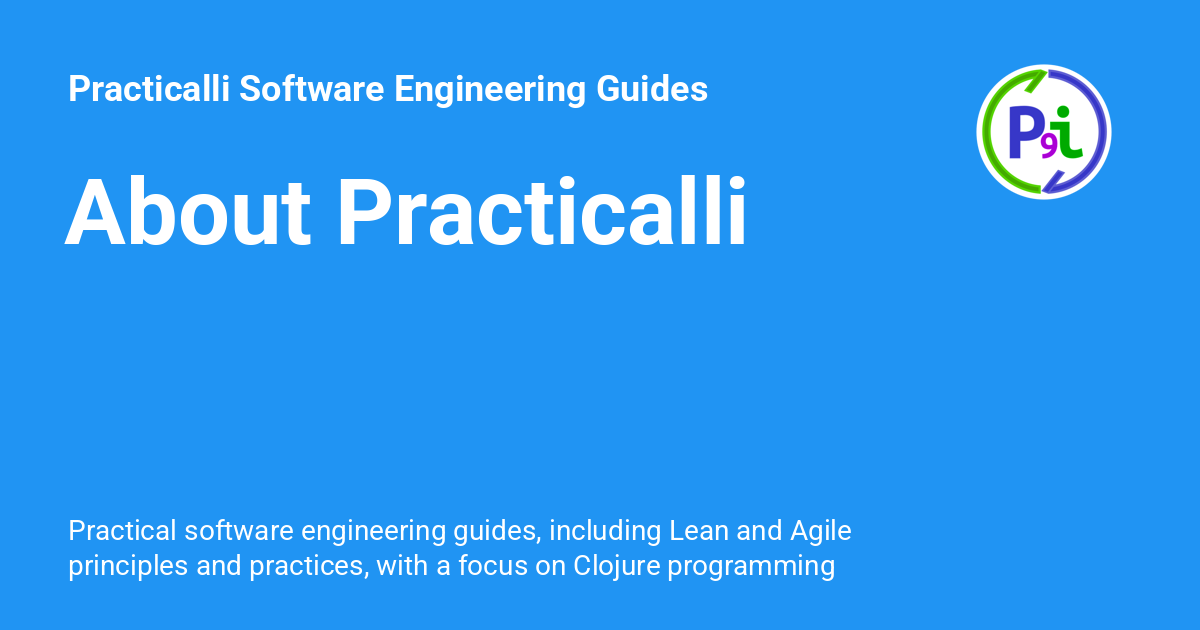 Practicalli Software Engineering Guides
P9i
About Practicalli
Practical software engineering guides, including Lean and Agile
principles and practices, with a focus on Clojure programming